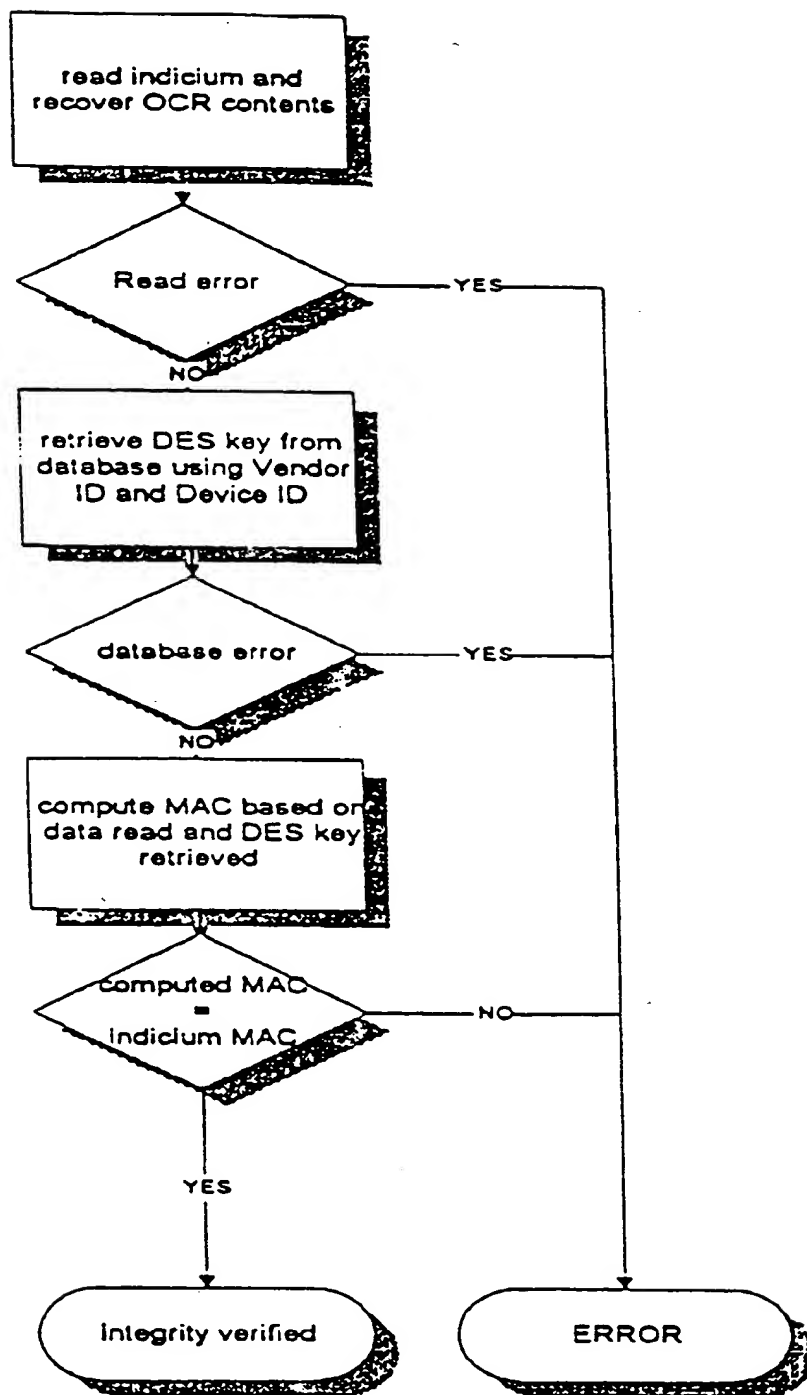 read indicium and
recover OCR contents
Read error
YES
NO
retrieve DES key from
database using Vendor
ID and Device ID
database error
YES
NO
compute MAC based on
data read and DES key
retrieved
computed MAC
=
indicium MAC
NO
YES
integrity verified
ERROR